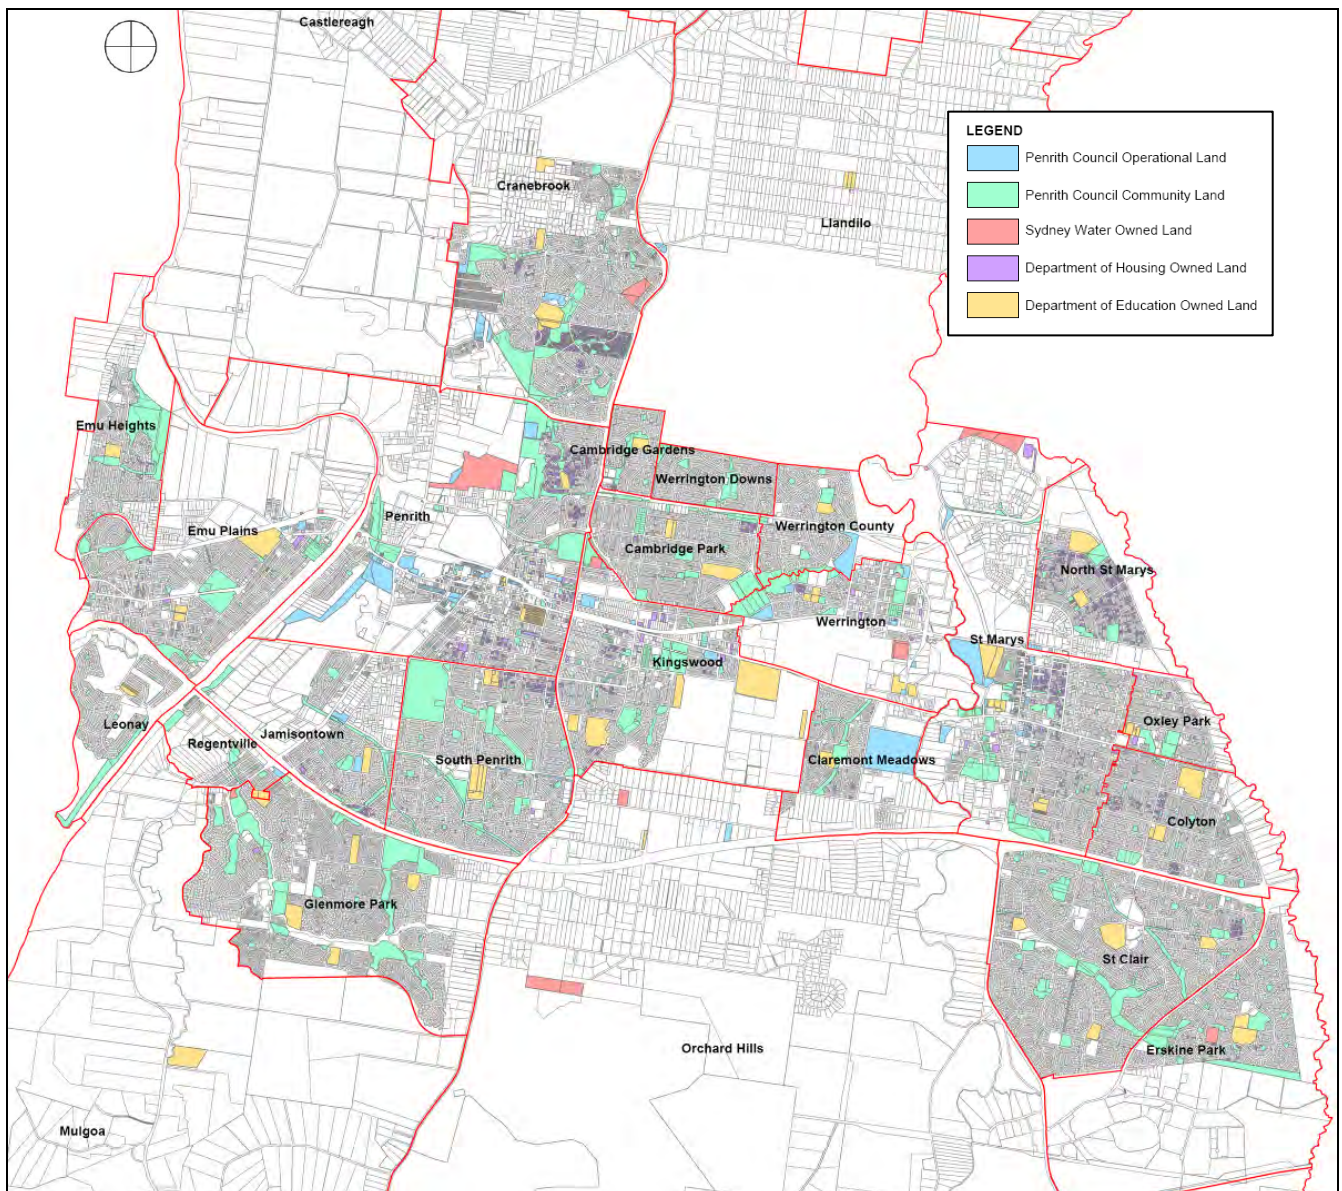 Castlereagh
LEGEND
Penrith Council Operational Land
Penrith Council Community Land
Sydney Water Owned Land
Department of Housing Owned Land
Department of Education Owned Land
Cranebrook
Llandilo
Emu Heights
Cambridge Gardens
Werrington Downs
Penrith
Emu Plains
Werrington County
Cambridge Park
North St Marys
Werrington
St Marys
Kingswood
Leonay
Oxley Park
Jamisontown
Regentville
South Penrith
Claremont Meadows
Colyton
Glenmore Park
St Clair
Orchard Hills
Erskine Park
Mulgoa